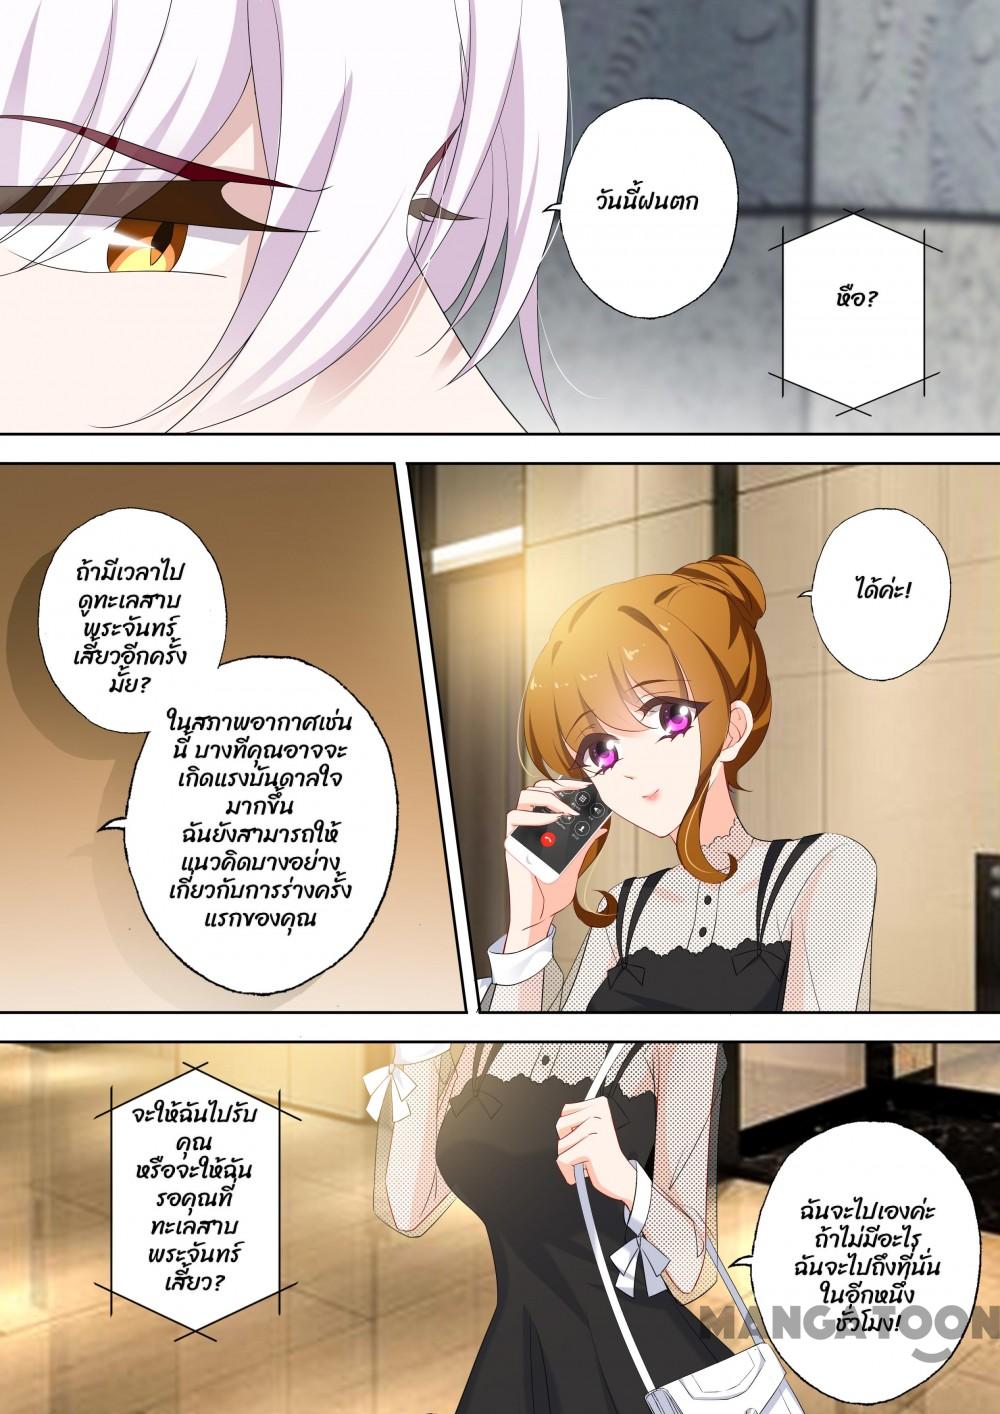 วันนี้ฝนตก
หือ?
ถ้ามีเวลาไป
ดูทะเลสาบ
พระจันทร์
เสี้ยวอีกครั้ง
มั้ย?
ในสภาพอากาศเช่น
นี้ บางทีคุณอาจจะ
เกิดแรงบันดาลใจ
มากขึ้น
ฉันยังสามารถให้
แนวคิดบางอย่าง
เกี่ยวกับการร่างครั้ง
แรกของคุณ
ได้ค่ะ!
จะให้ฉันไปรับ
คุณ
หรือจะให้ฉัน
รอคุณที่
ทะเลสาบ
พระจันทร์
เสี้ยว?
ฉันจะไปเองค่ะ
ถ้าไม่มีอะไร
ฉันจะไปถึงที่นั่น
ในอีกหนึ่ง
ชั่วโมง!
MANGATOON